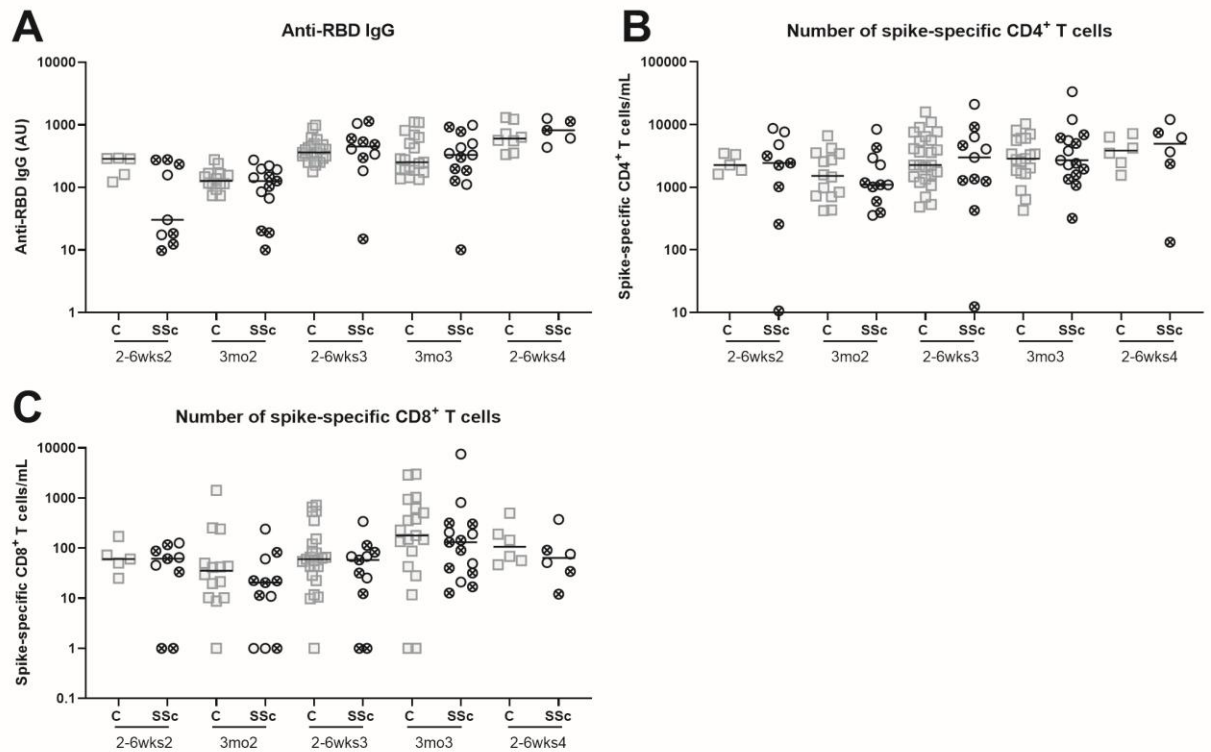 A
Anti-RBD IgG
Anti-RBD IgG (AU)
1000
100
10
1
C SSc C SSc C SSc C SSc C SSc
2-6wks2 3mo2 2-6wks3 3mo3 2-6wks4
B
Number of spike-specific CD4⁺ T cells
Spike-specific CD4⁺ T cells/mL
100000
10000
1000
100
10
C SSc C SSc C SSc C SSc C SSc
2-6wks2 3mo2 2-6wks3 3mo3 2-6wks4
C
Number of spike-specific CD8⁺ T cells
Spike-specific CD8⁺ T cells/mL
10000
1000
100
10
1
0.1
C SSc C SSc C SSc C SSc C SSc
2-6wks2 3mo2 2-6wks3 3mo3 2-6wks4